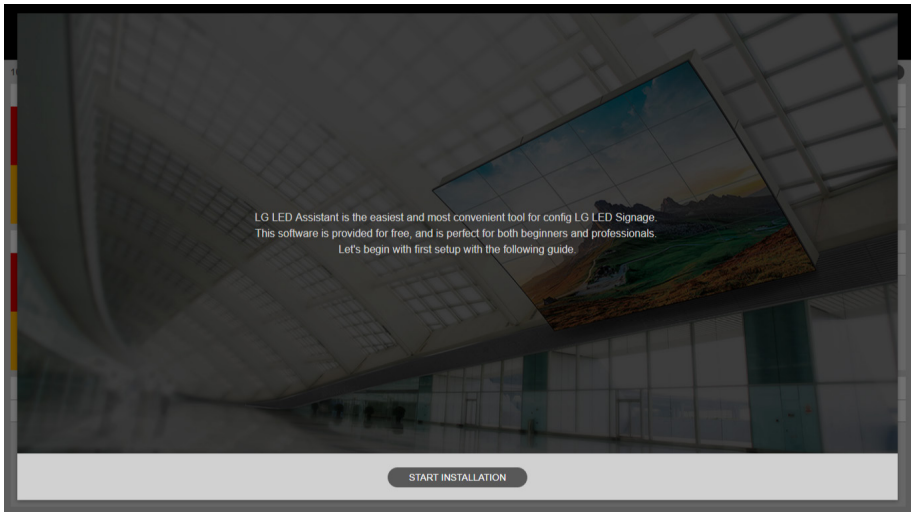 LG LED Assistant is the easiest and most convenient tool for config LG LED Signage.
This software is provided for free, and is perfect for both beginners and professionals.
Let's begin with first setup with the following guide.
START INSTALLATION